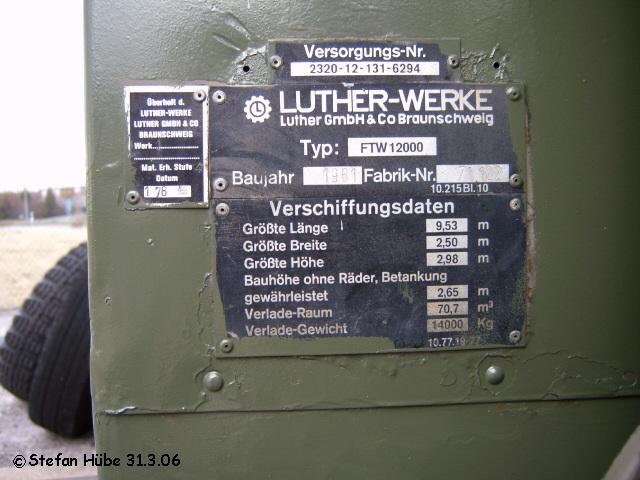 Versorgungs-Nr.
2320-12-131-6294
Überholt d.
LUTHER-WERKE
LUTHER GMBH & CO
BRAUNSCHWEIG
Werk
Mat. Erh. Stufe
Datum
1 76
LUTHER-WERKE
Luther GmbH & Co Braunschweig
Typ: FTW 12000
Baujahr 1961 Fabrik-Nr.
10.215 Bl. 10
Verschiffungsdaten
Größte Länge 9,53 m
Größte Breite 2,50 m
Größte Höhe 2,98 m
Bauhöhe ohne Räder, Betankung
gewährleistet 2,65 m
Verlade-Raum 70,7 m³
Verlade-Gewicht 14000 Kg
© Stefan Hübe 31.3.06